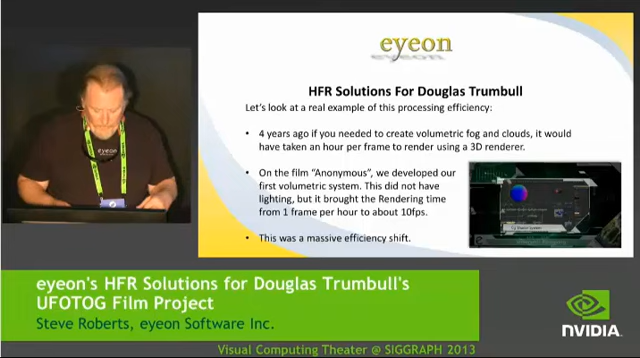 eyeon
HFR Solutions For Douglas Trumbull
Let's look at a real example of this processing efficiency:
• 4 years ago if you needed to create volumetric fog and clouds, it would
have taken an hour per frame to render using a 3D renderer.
• On the film "Anonymous", we developed our
first volumetric system. This did not have
lighting, but it brought the Rendering time
from 1 frame per hour to about 10fps.
• This was a massive efficiency shift.
eyeon
eyeon's HFR Solutions for Douglas Trumbull's
UFOTOG Film Project
Steve Roberts, eyeon Software Inc.
NVIDIA
Visual Computing Theater @ SIGGRAPH 2013